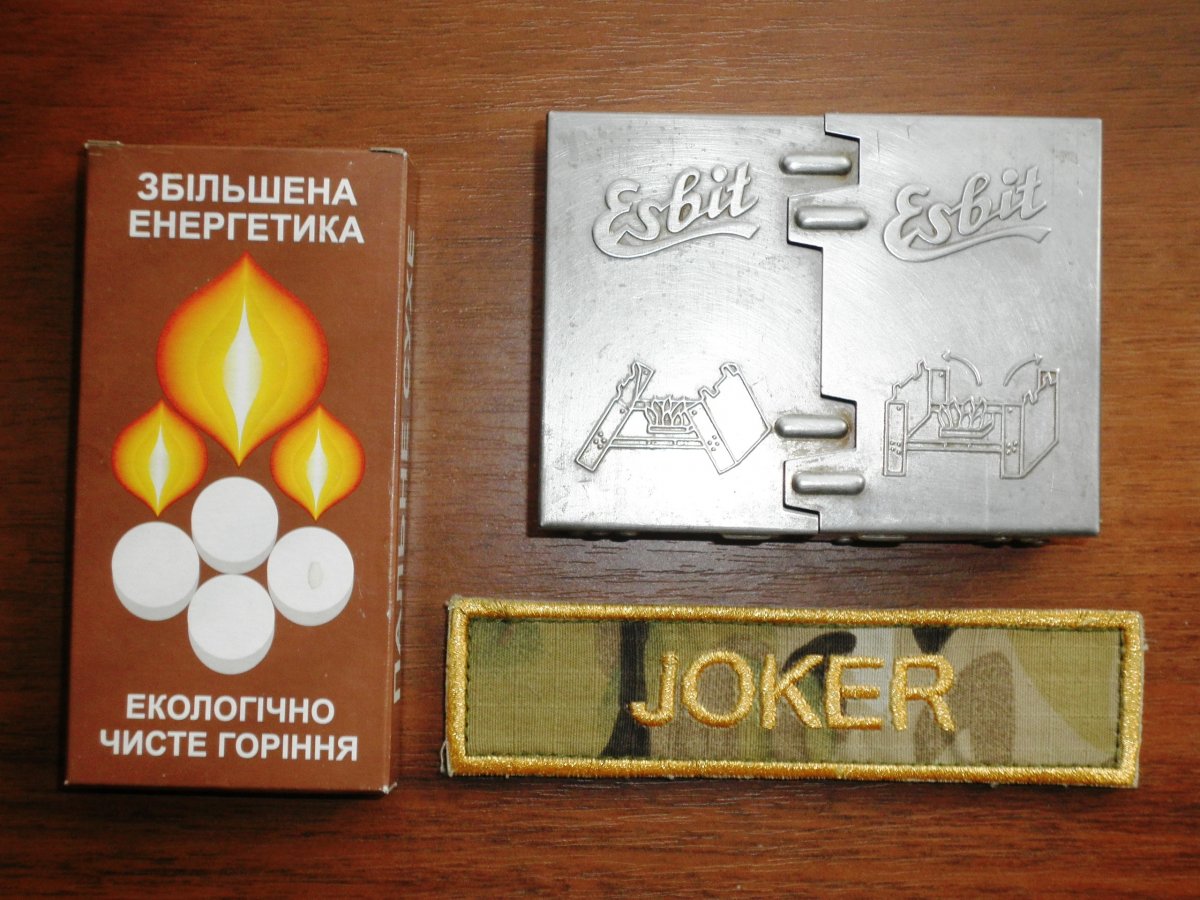 ЗБІЛЬШЕНА
ЕНЕРГЕТИКА
ЕКОЛОГІЧНО
ЧИСТЕ ГОРІННЯ
Esbit
Esbit
JOKER